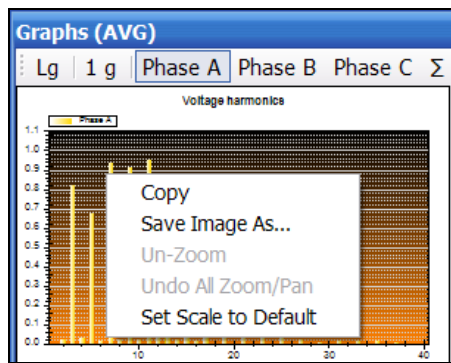 Graphs (AVG)
Lg 1 g Phase A Phase B Phase C Σ
Voltage harmonics
Phase A
1.1
1.0
0.9
0.8
0.7
0.6
0.5
0.4
0.3
0.2
0.1
0.0
Copy
Save Image As...
Un-Zoom
Undo All Zoom/Pan
Set Scale to Default
10 20 30 40